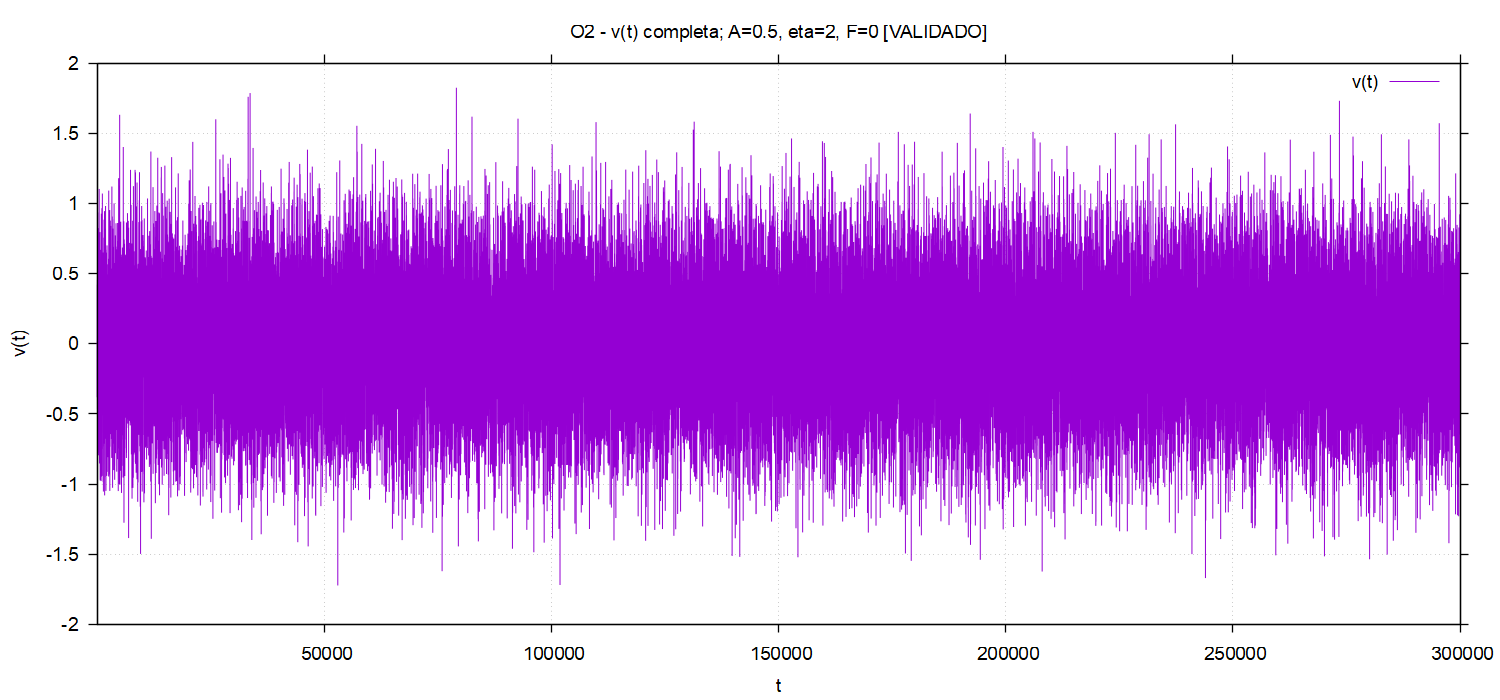 O2 - v(t) completa; A=0.5, eta=2, F=0 [VALIDADO]
v(t)
2
1.5
1
0.5
0
-0.5
-1
-1.5
-2
v(t)
50000 100000 150000 200000 250000 300000
t